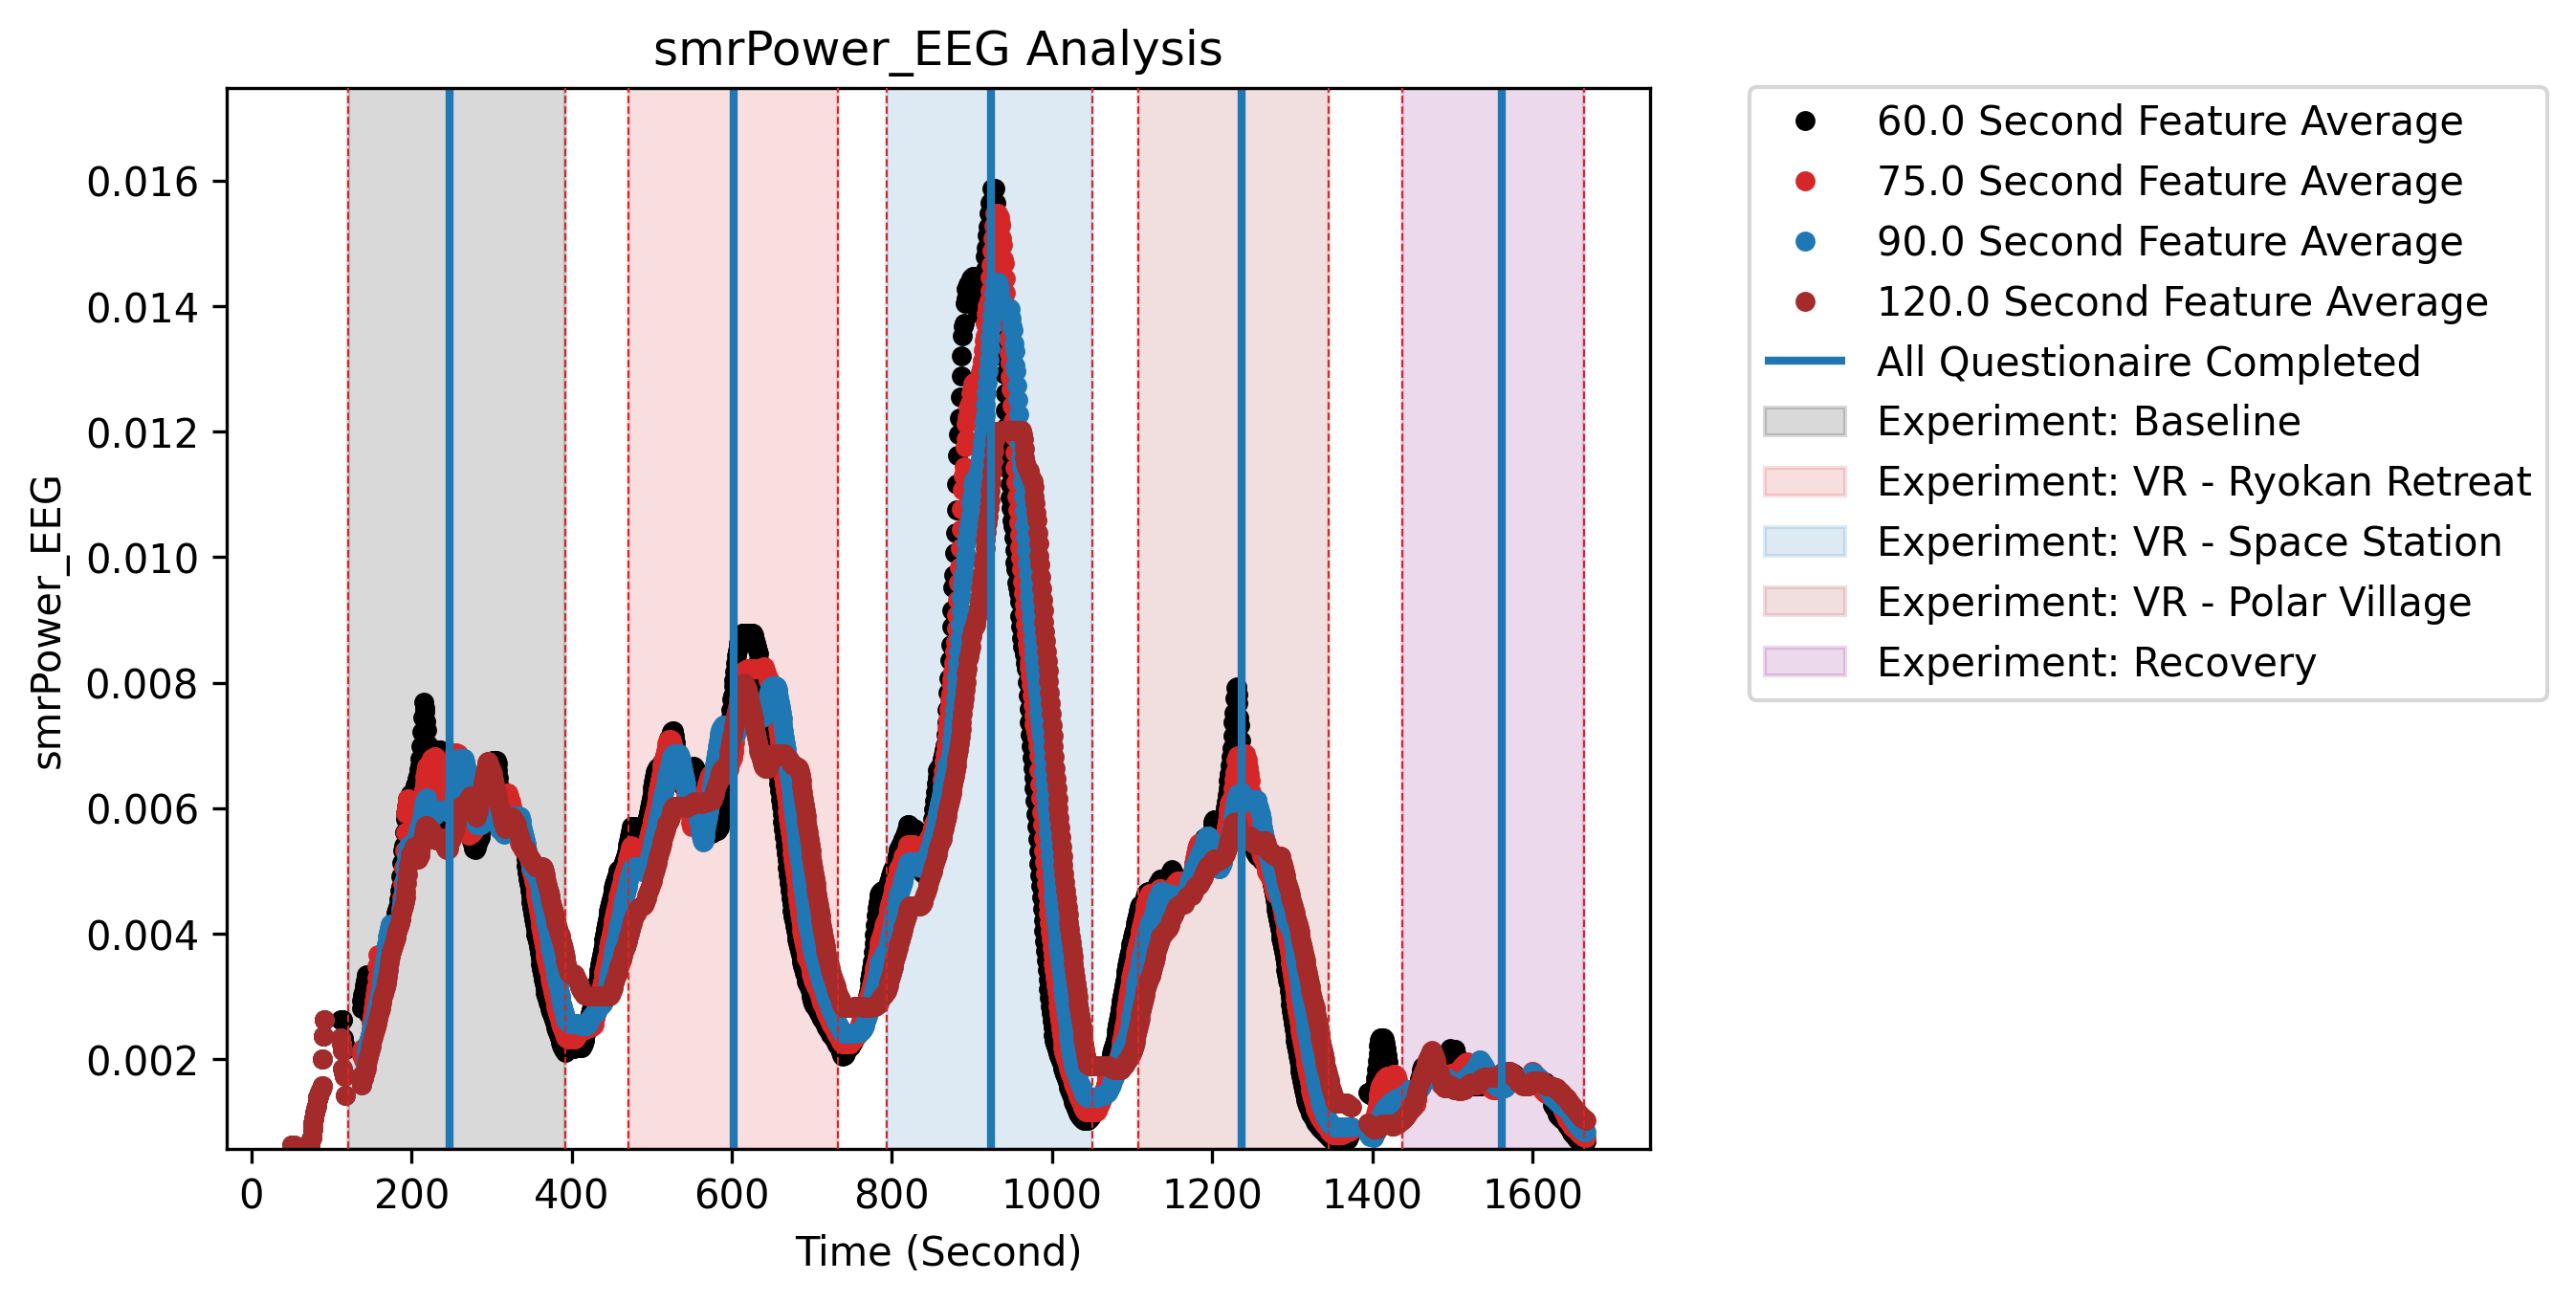 smrPower_EEG Analysis
smrPower_EEG
0.016
0.014
0.012
0.010
0.008
0.006
0.004
0.002
0 200 400 600 800 1000 1200 1400 1600
Time (Second)
60.0 Second Feature Average
75.0 Second Feature Average
90.0 Second Feature Average
120.0 Second Feature Average
All Questionaire Completed
Experiment: Baseline
Experiment: VR - Ryokan Retreat
Experiment: VR - Space Station
Experiment: VR - Polar Village
Experiment: Recovery